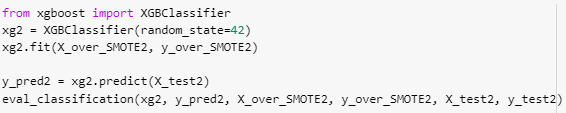 from xgboost import XGBClassifier
xg2 = XGBClassifier(random_state=42)
xg2.fit(X_over_SMOTE2, y_over_SMOTE2)

y_pred2 = xg2.predict(X_test2)
eval_classification(xg2, y_pred2, X_over_SMOTE2, y_over_SMOTE2, X_test2, y_test2)